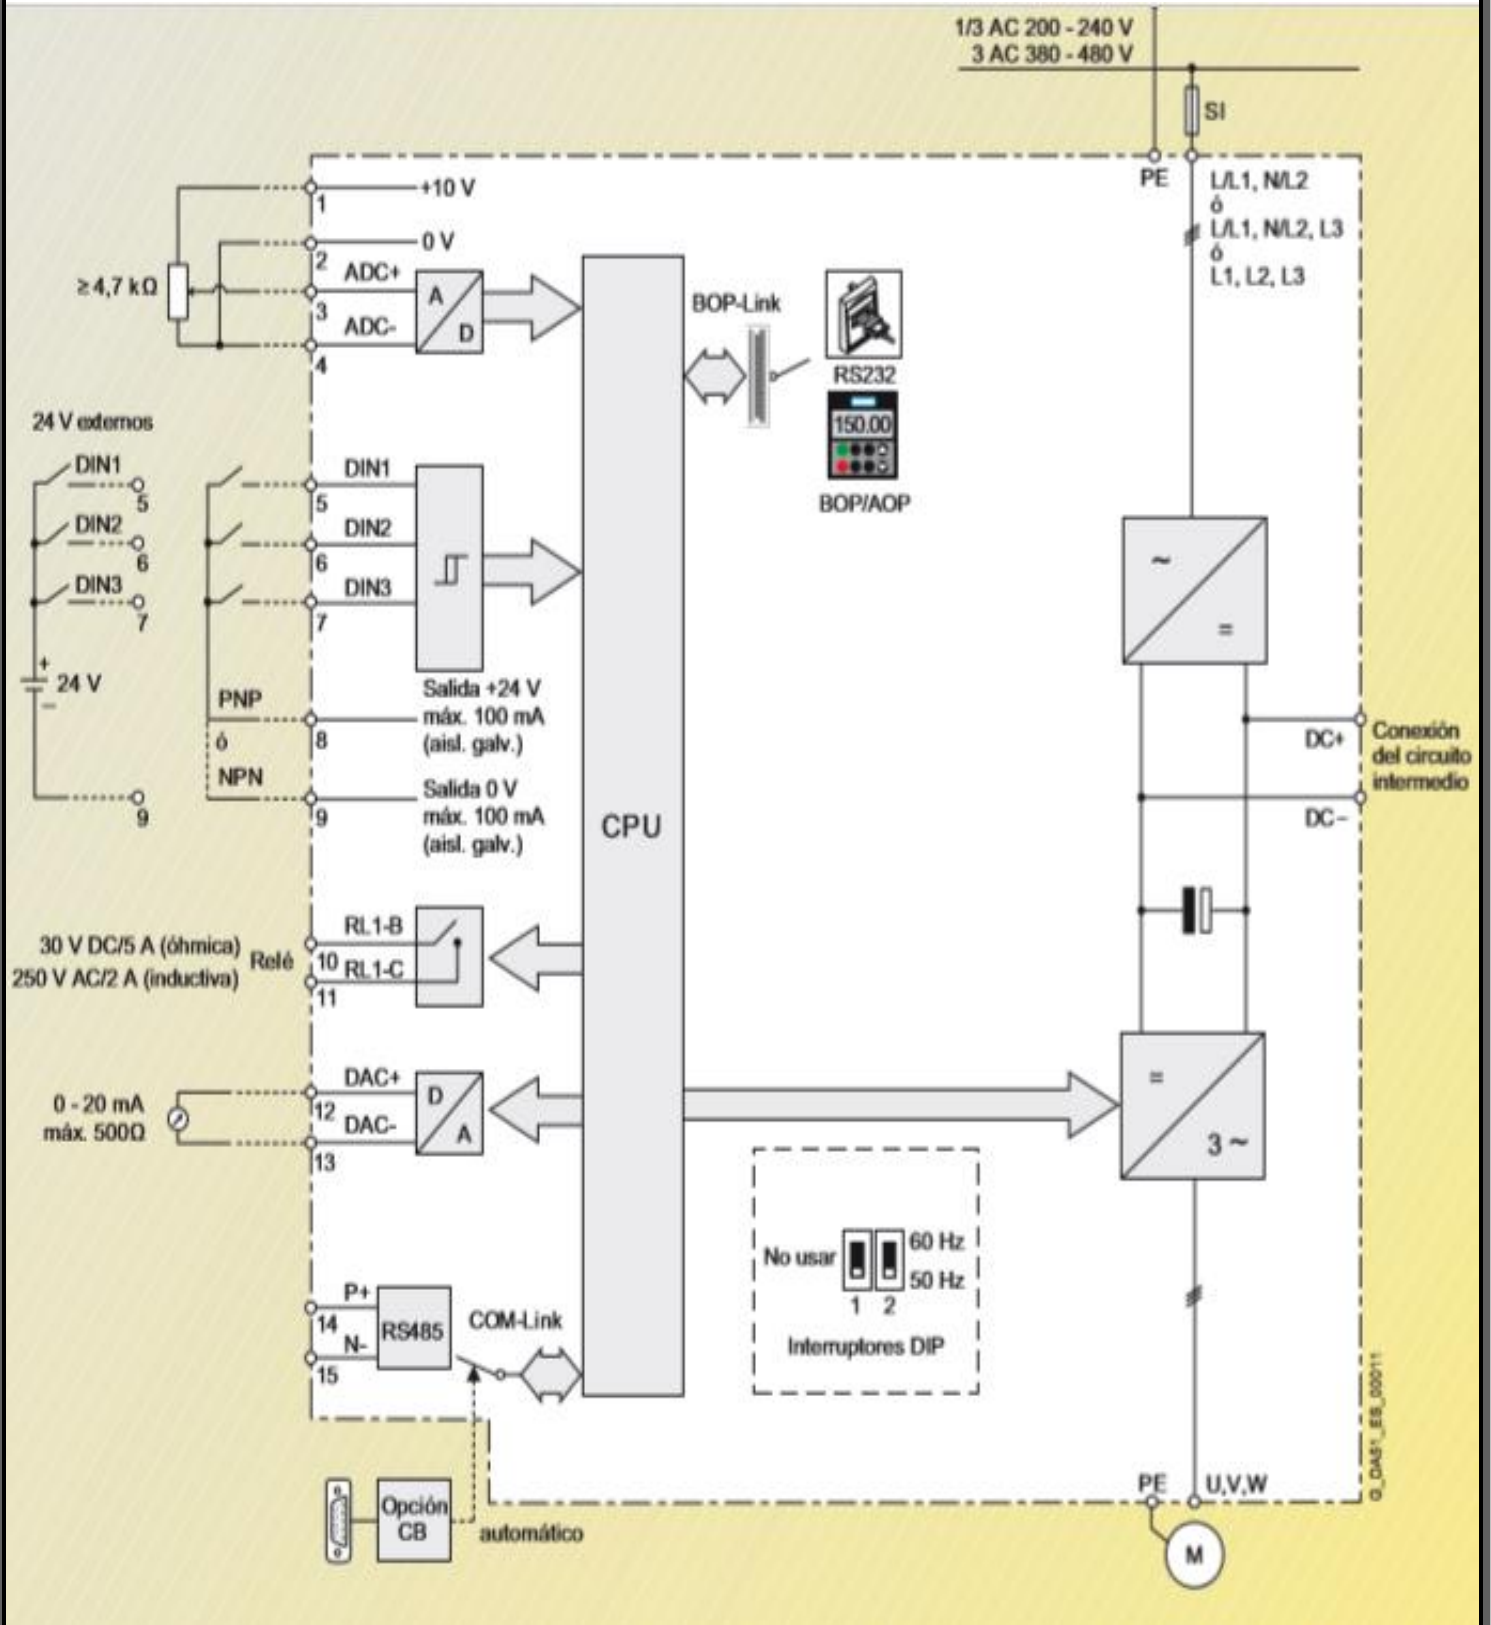 1/3 AC 200 - 240 V
3 AC 380 - 480 V
SI
PE
L/L1, N/L2
ó
L/L1, N/L2, L3
ó
L1, L2, L3
1
+10 V
2
0 V
≥ 4,7 kΩ
ADC+
3
ADC-
4
A
D
BOP-Link
RS232
150.00
BOP/AOP
24 V externos
DIN1
5
DIN2
6
DIN3
7
+
24 V
–
9
DIN1
5
DIN2
6
DIN3
7
PNP
ó
NPN
8
Salida +24 V
máx. 100 mA
(aisl. galv.)
9
Salida 0 V
máx. 100 mA
(aisl. galv.)
CPU
~
=
DC+
DC–
Conexión
del circuito
intermedio
30 V DC/5 A (óhmica)
250 V AC/2 A (inductiva)
Relé
RL1-B
10
RL1-C
11
0 - 20 mA
máx. 500Ω
DAC+
12
DAC-
13
D
A
=
3 ~
No usar
60 Hz
50 Hz
1 2
Interruptores DIP
P+
14
N-
15
RS485
COM-Link
Opción
CB
automático
PE
U,V,W
M
G_DA51_ES_00011